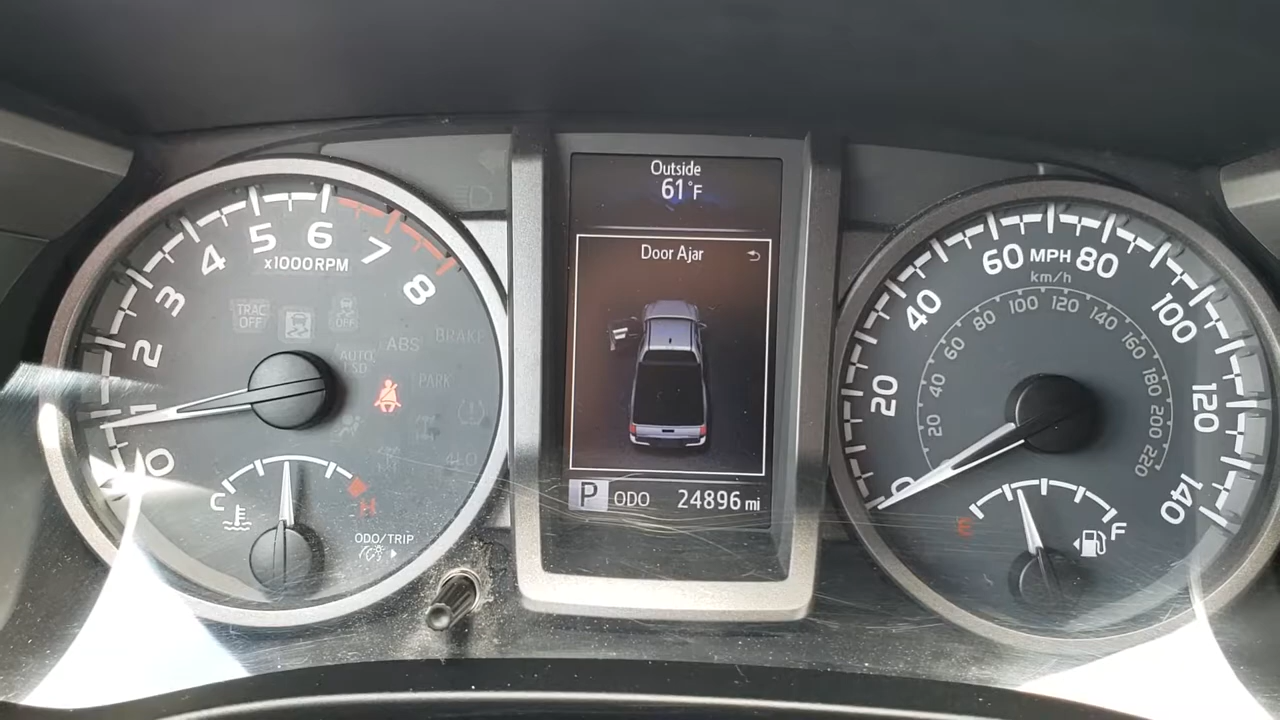 Outside
61°F
Door Ajar
P ODO 24896 mi
0 1 2 3 4 5 6 7 8
x1000RPM
TRAC
OFF
OFF
AUTO
LSD
ABS
BRAKE
PARK
4LO
C H
ODO/TRIP
0 20 40 60 80 100 120 140
MPH
km/h
20 40 60 80 100 120 140 160 180 200 220
E F